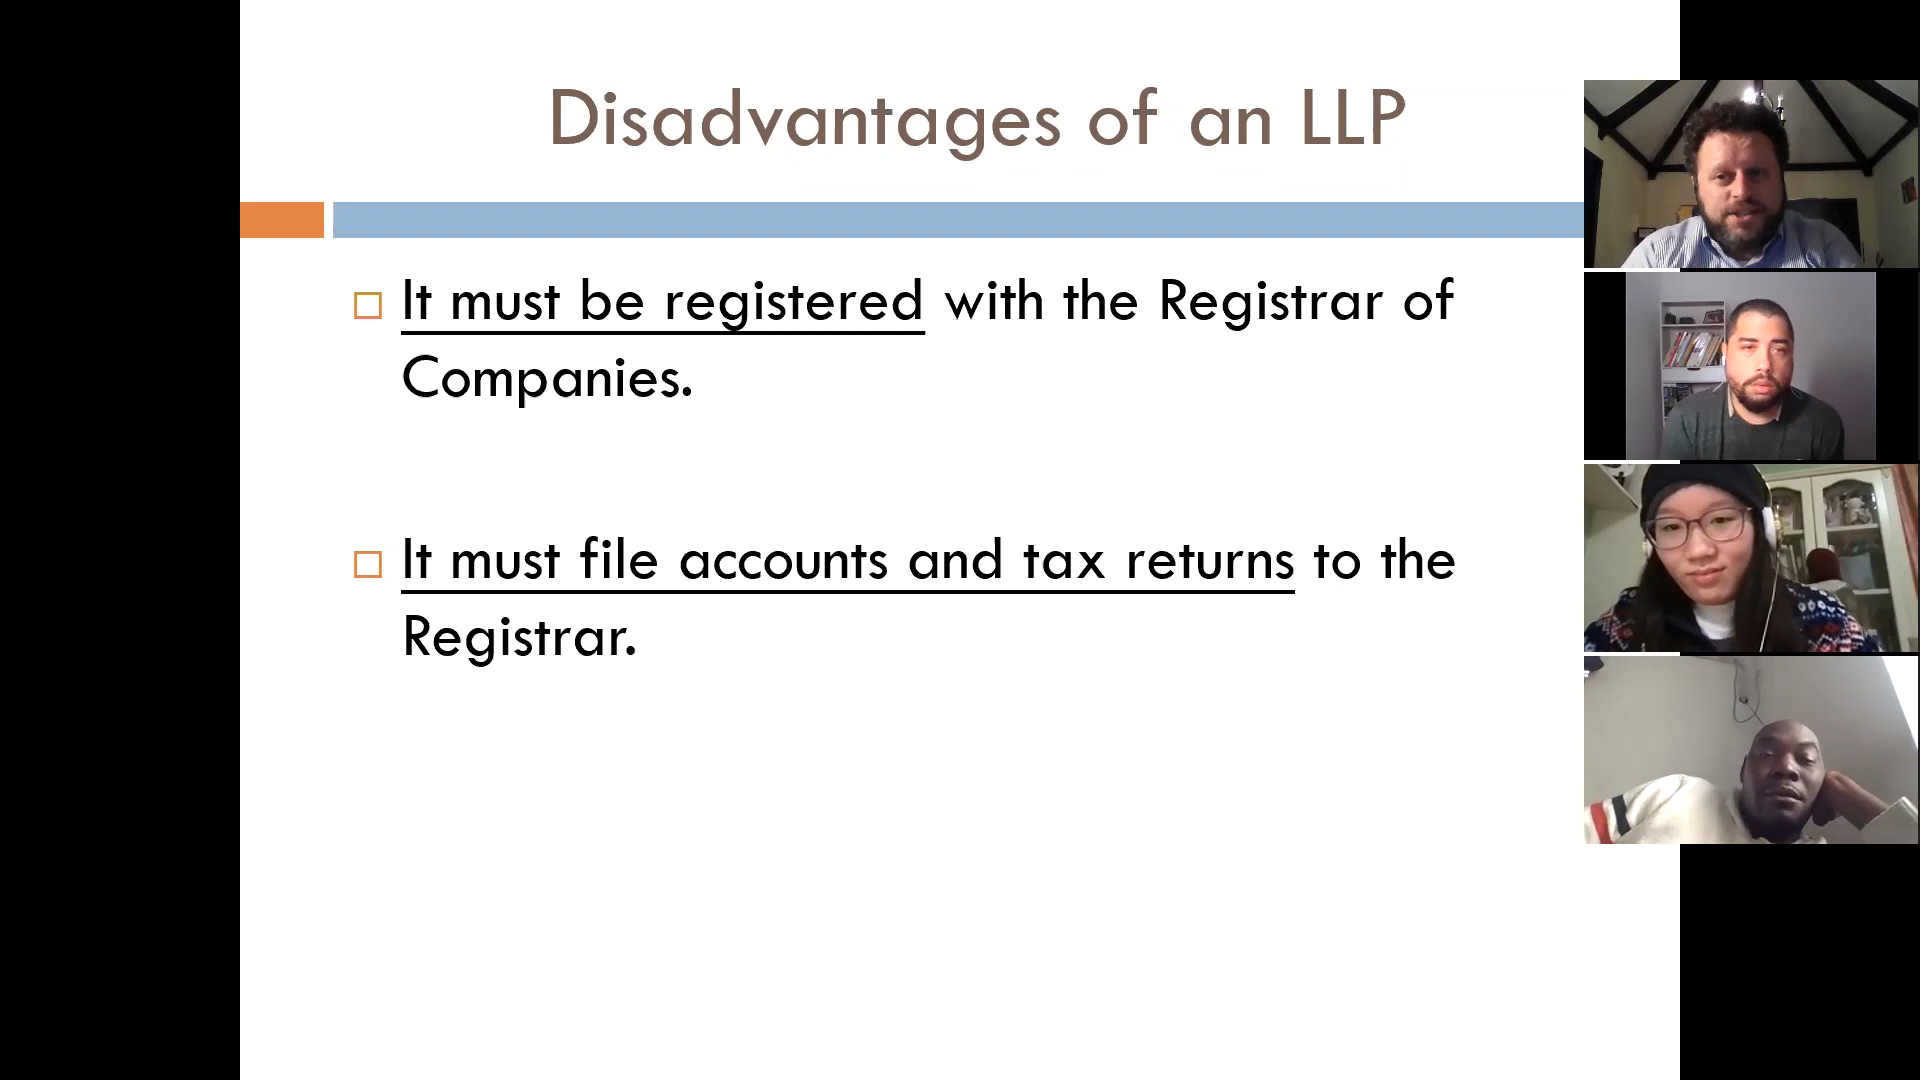 Disadvantages of an LLP
It must be registered with the Registrar of
Companies.
It must file accounts and tax returns to the
Registrar.